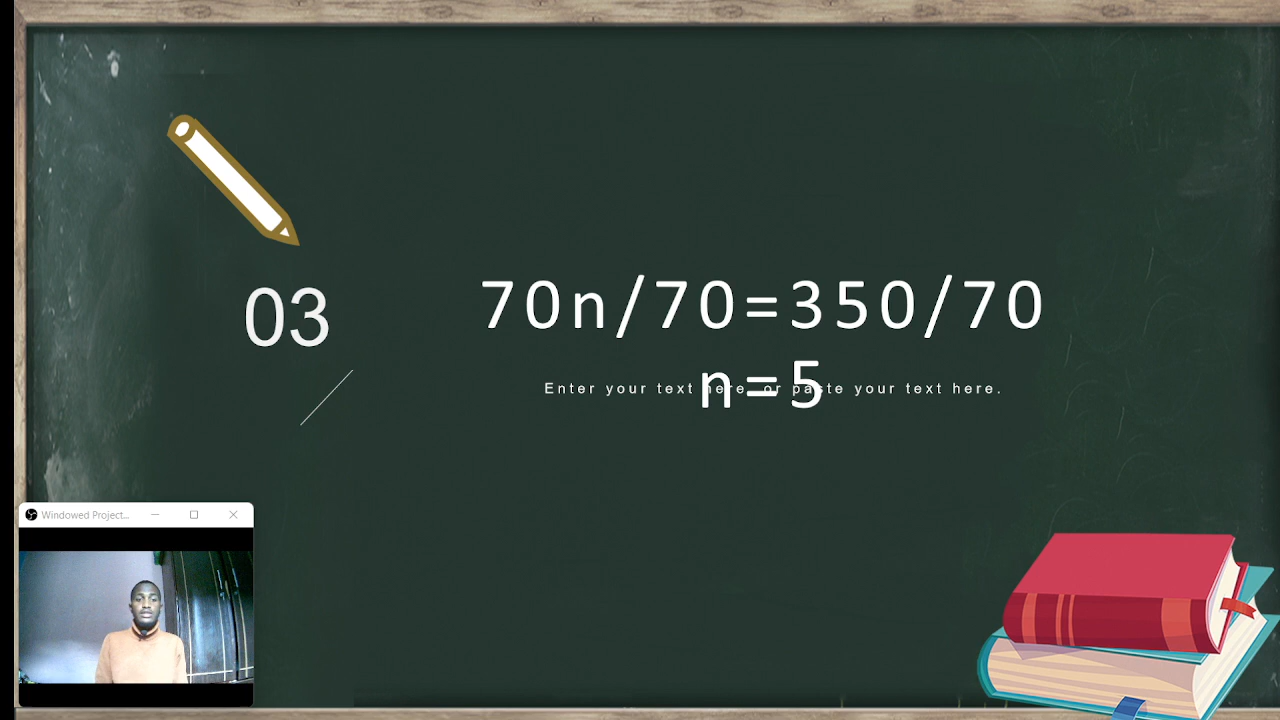 03
70n/70=350/70
n=5
Enter your text here, or paste your text here.
Windowed Project...